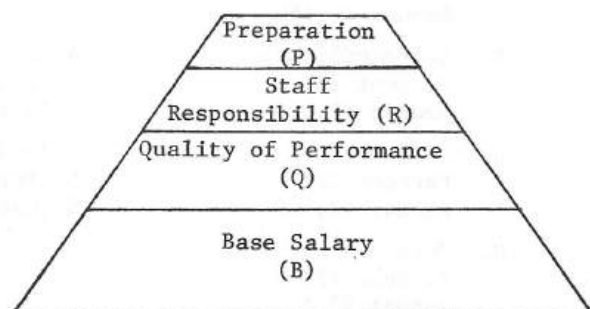 Preparation
(P)
Staff
Responsibility (R)
Quality of Performance
(Q)
Base Salary
(B)